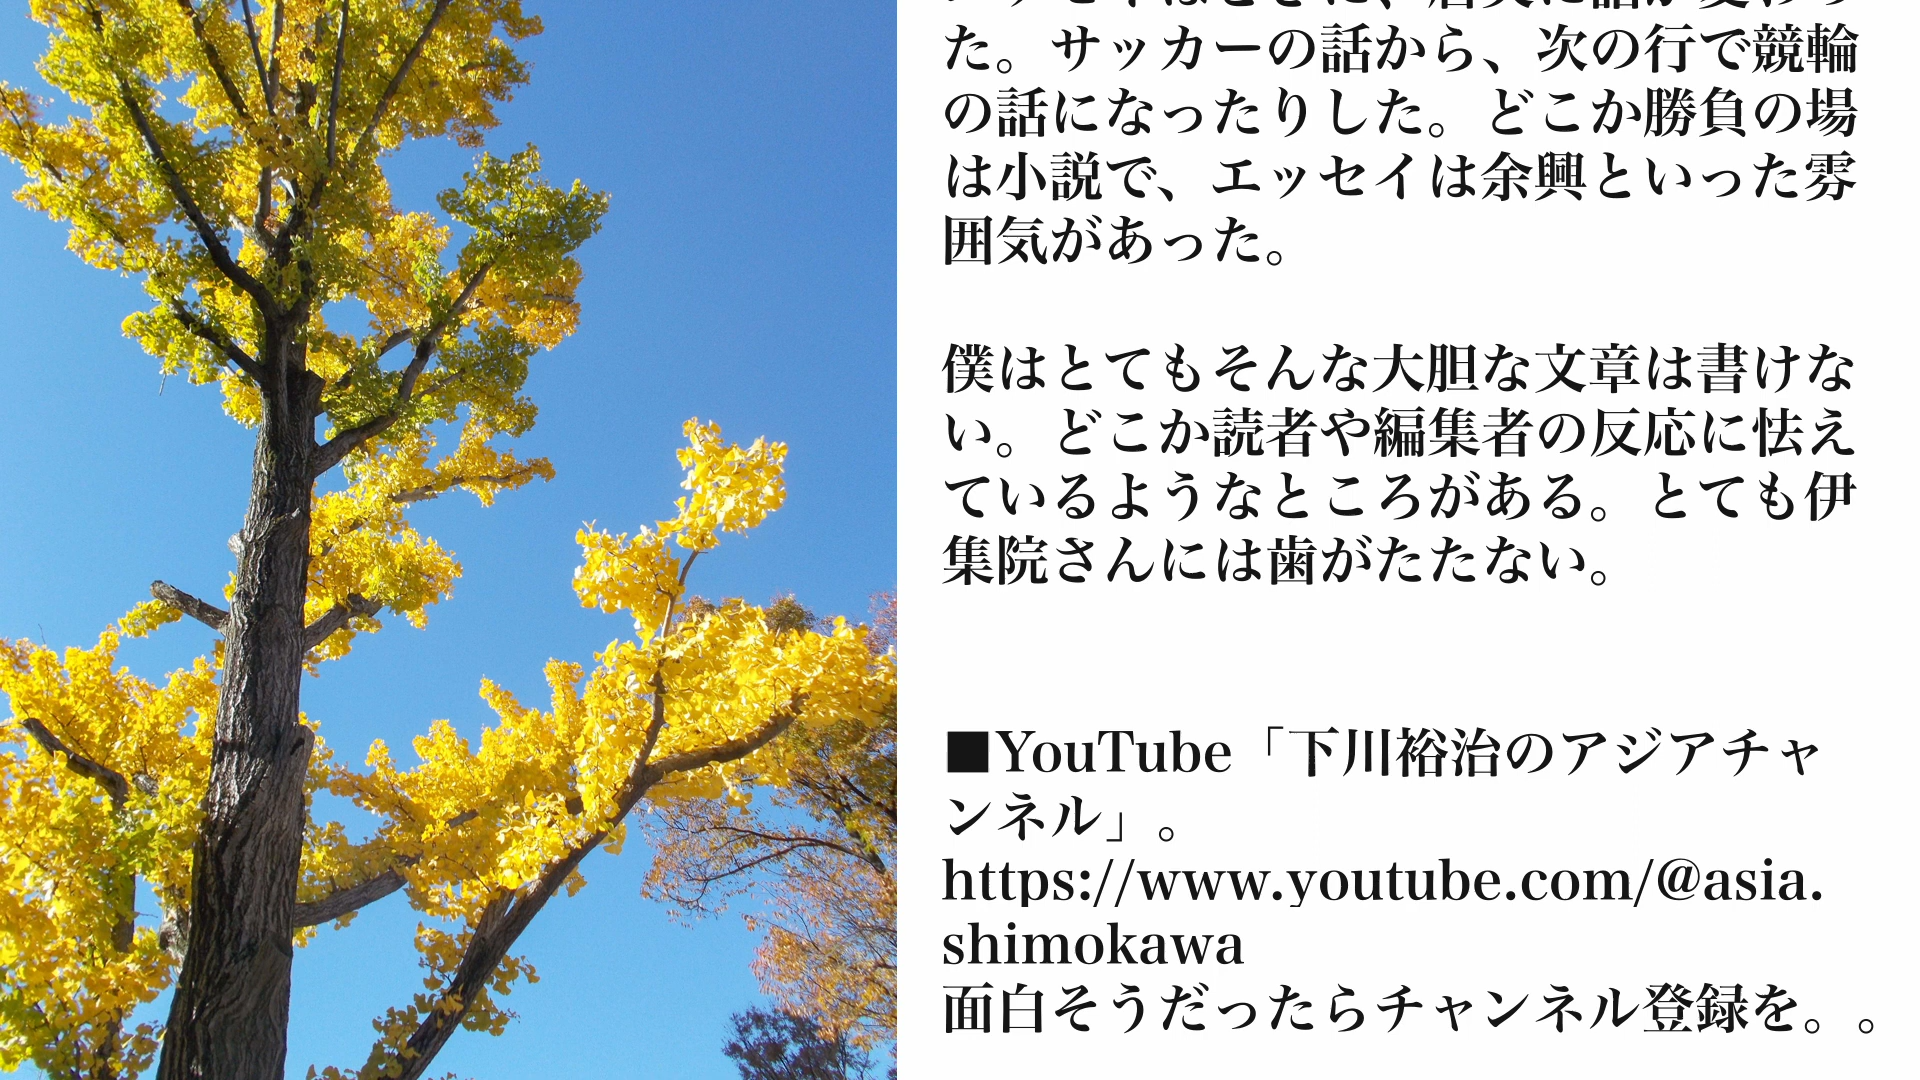 た。サッカーの話から、次の行で競輪
の話になったりした。どこか勝負の場
は小説で、エッセイは余興といった雰
囲気があった。
僕はとてもそんな大胆な文章は書けな
い。どこか読者や編集者の反応に怯え
ているようなところがある。とても伊
集院さんには歯がたたない。
■YouTube「下川裕治のアジアチャ
ンネル」。
https://www.youtube.com/@asia.
shimokawa
面白そうだったらチャンネル登録を。。